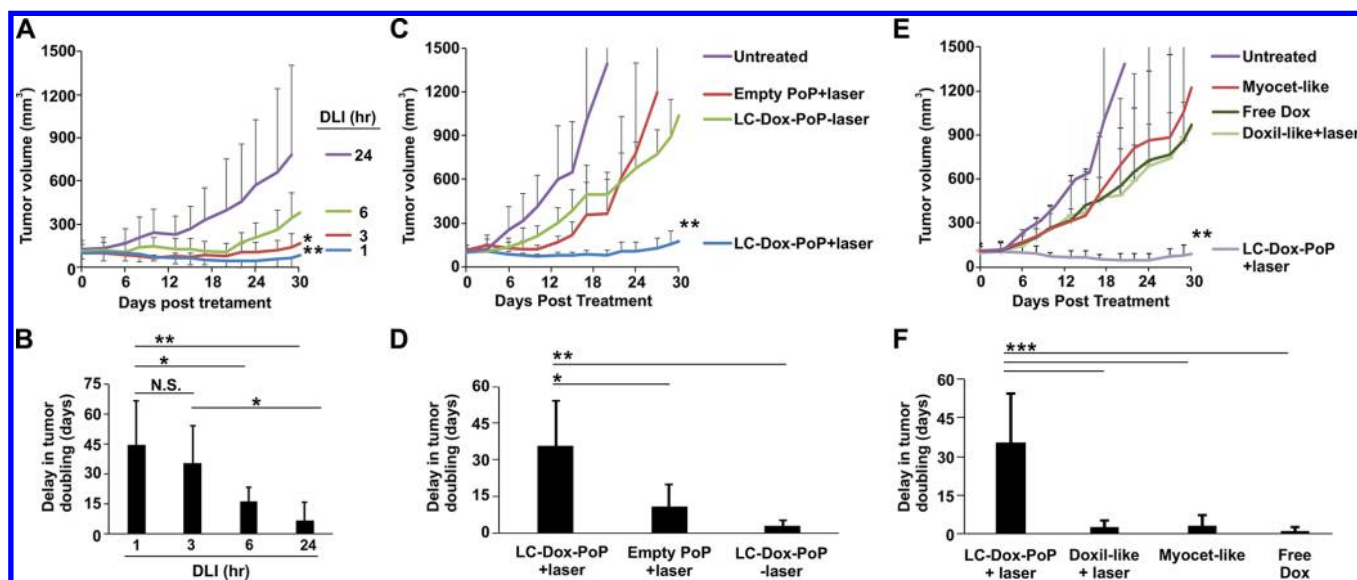 A
Tumor volume (mm³)
1500
1200
900
600
300
0
0 6 12 18 24 30
Days post tretament
DLI (hr)
24
6
* 3
** 1
C
Tumor volume (mm³)
1500
1200
900
600
300
0
0 6 12 18 24 30
Days Post Treatment
Untreated
Empty PoP+laser
LC-Dox-PoP-laser
**
LC-Dox-PoP+laser
E
Tumor volume (mm³)
1500
1200
900
600
300
0
0 6 12 18 24 30
Days Post Treatment
Untreated
Myocet-like
Free Dox
Doxil-like+laser
**
LC-Dox-PoP
+laser
B
Delay in tumor
doubling (days)
75
60
45
30
15
0
**
*
N.S.
*
1 3 6 24
DLI (hr)
D
Delay in tumor
doubling (days)
60
45
30
15
0
**
*
LC-Dox-PoP
+laser
Empty PoP
+laser
LC-Dox-PoP
-laser
F
Delay in tumor
doubling (days)
60
45
30
15
0
***
LC-Dox-PoP
+ laser
Doxil-like
+ laser
Myocet-like
Free
Dox